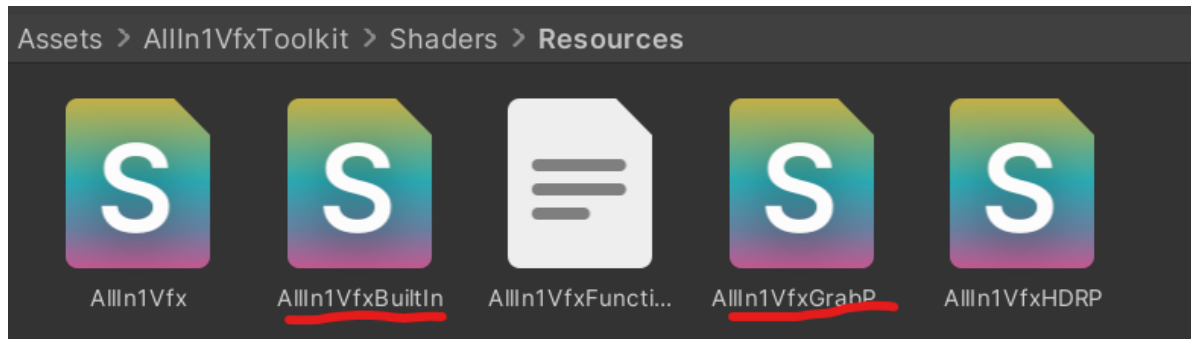 Assets > AllIn1VfxToolkit > Shaders > Resources
S S S S
AllIn1Vfx AllIn1VfxBuiltIn AllIn1VfxFuncti... AllIn1VfxGrabP... AllIn1VfxHDRP